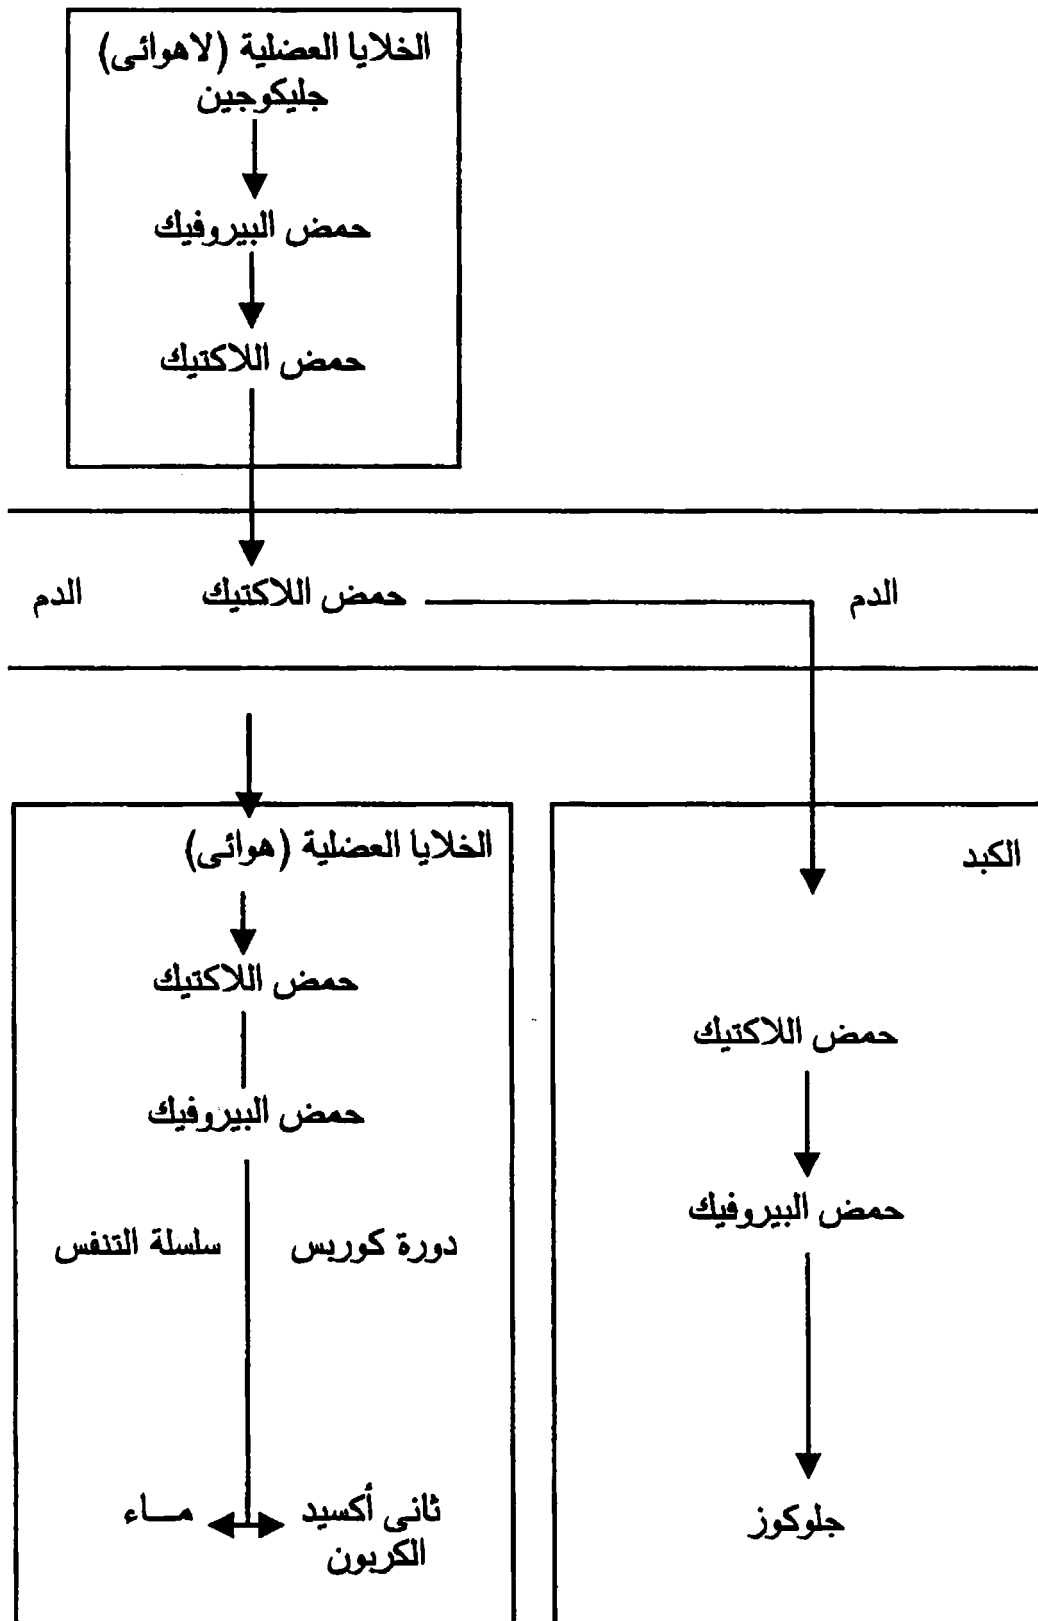 الخلايا العضلية (لاهوائى)
جليكوجين
حمض البيروفيك
حمض اللاكتيك
الدم
حمض اللاكتيك
الدم
الخلايا العضلية (هوائى)
حمض اللاكتيك
حمض البيروفيك
دورة كوربس
سلسلة التنفس
ثانى أكسيد
الكربون
مــاء
الكبد
حمض اللاكتيك
حمض البيروفيك
جلوكوز